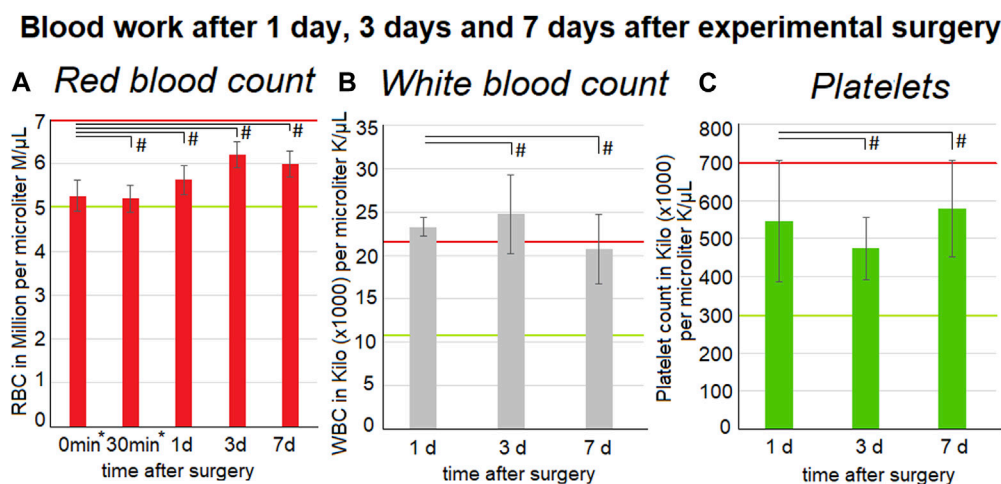 Blood work after 1 day, 3 days and 7 days after experimental surgery
A Red blood count
RBC in Million per microliter M/µL
7
6
5
4
3
2
1
0
# # # #
0min* 30min* 1d 3d 7d
time after surgery
B White blood count
WBC in Kilo (x1000) per microliter K/µL
35
30
25
20
15
10
5
0
# #
1 d 3 d 7 d
time after surgery
C Platelets
Platelet count in Kilo (x1000)
per microliter K/µL
800
700
600
500
400
300
200
100
0
# #
1 d 3 d 7 d
time after surgery